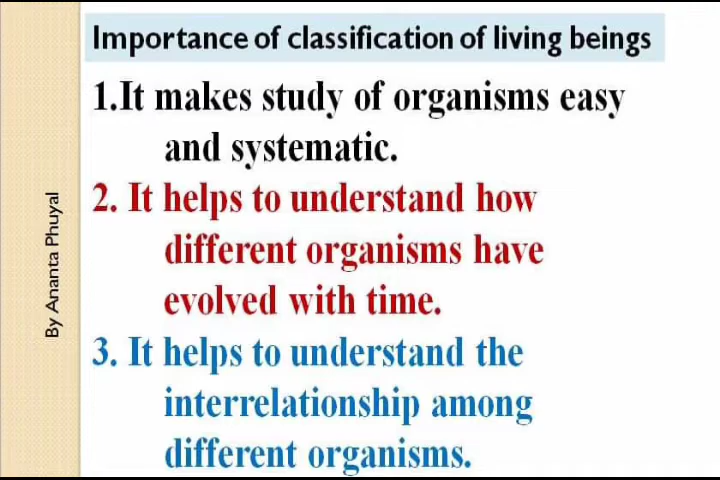 Importance of classification of living beings
1.It makes study of organisms easy
and systematic.
2. It helps to understand how
different organisms have
evolved with time.
3. It helps to understand the
interrelationship among
different organisms.
By Ananta Phuyal